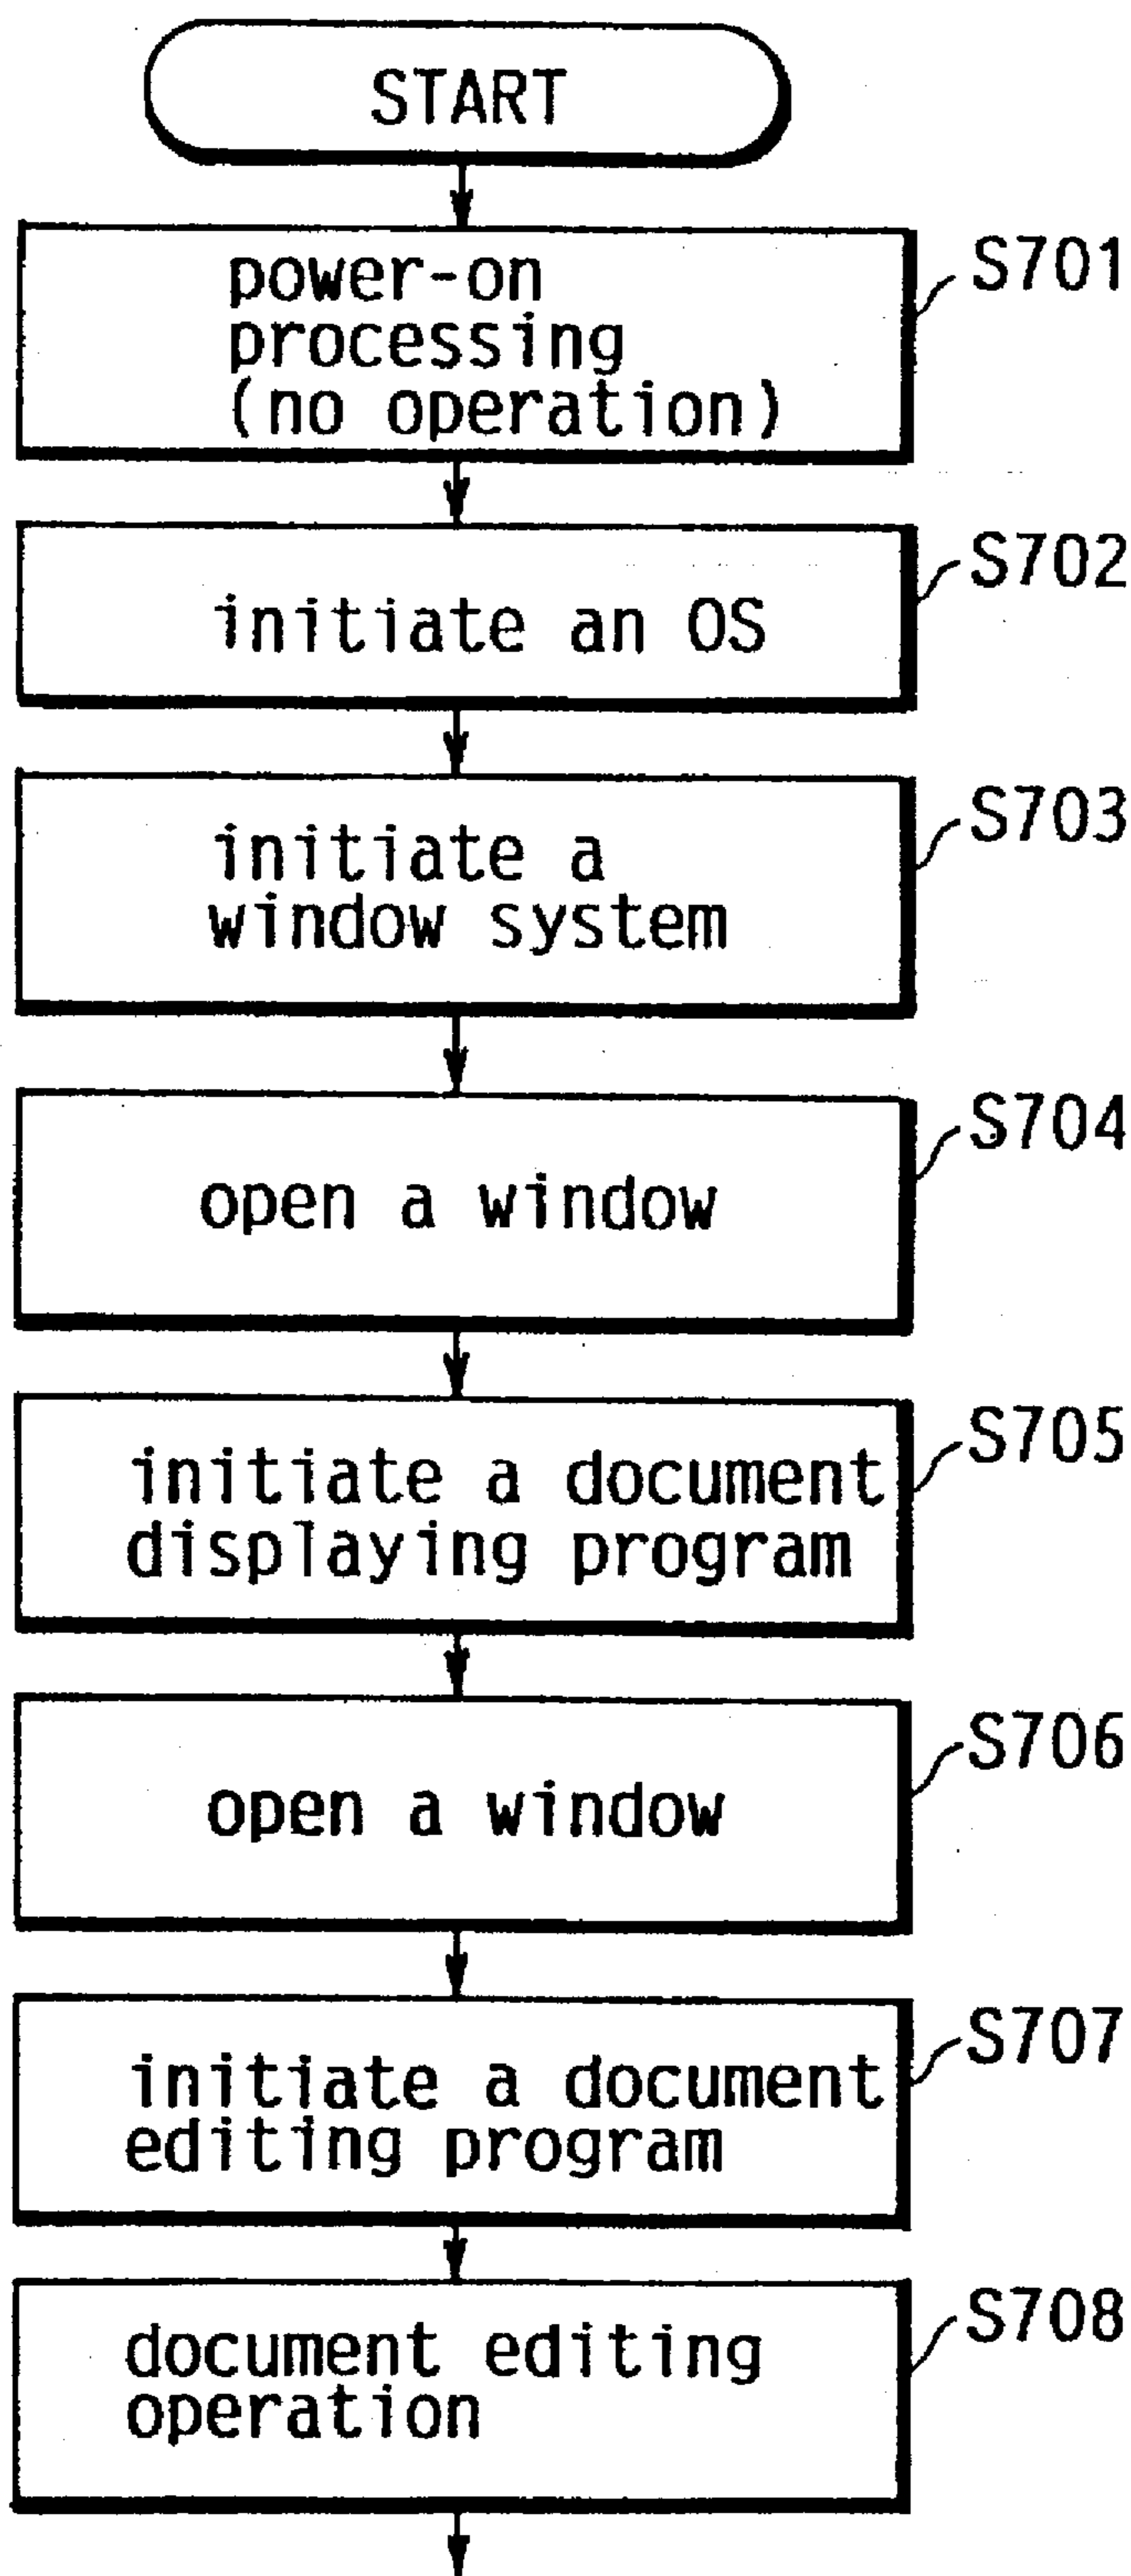 START
power-on
processing
(no operation)
S701
initiate an OS
S702
initiate a
window system
S703
open a window
S704
initiate a document
displaying program
S705
open a window
S706
initiate a document
editing program
S707
document editing
operation
S708